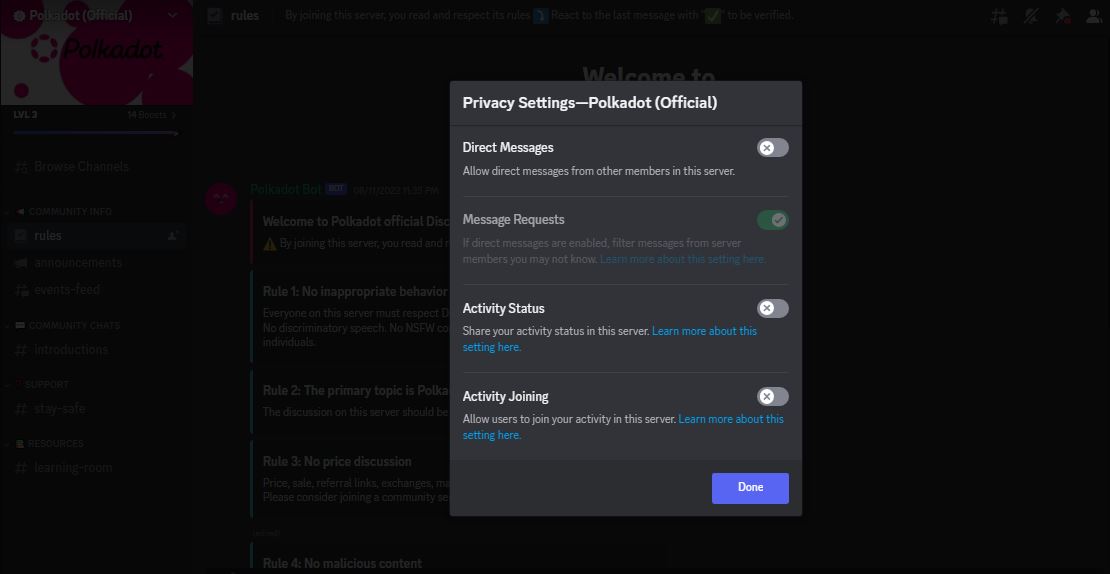 Polkadot (Official)
rules
By joining this server, you read and respect its rules React to the last message with "✅" to be verified.
Polkadot
Welcome to
LVL 3
14 Boosts
Browse Channels
COMMUNITY INFO
rules
announcements
events-feed
COMMUNITY CHATS
introductions
SUPPORT
stay-safe
RESOURCES
learning-room
Polkadot Bot BOT 08/11/2022 11:35 PM
Welcome to Polkadot official Disc
By joining this server, you read and
Rule 1: No inappropriate behavior
Everyone on this server must respect D
No discriminatory speech. No NSFW co
individuals.
Rule 2: The primary topic is Polka
The discussion on this server should be
Rule 3: No price discussion
Price, sale, referral links, exchanges, ma
Please consider joining a community se
(edited)
Rule 4: No malicious content
Privacy Settings—Polkadot (Official)
Direct Messages
Allow direct messages from other members in this server.
Message Requests
If direct messages are enabled, filter messages from server
members you may not know. Learn more about this setting here.
Activity Status
Share your activity status in this server. Learn more about this
setting here.
Activity Joining
Allow users to join your activity in this server. Learn more about this
setting here.
Done